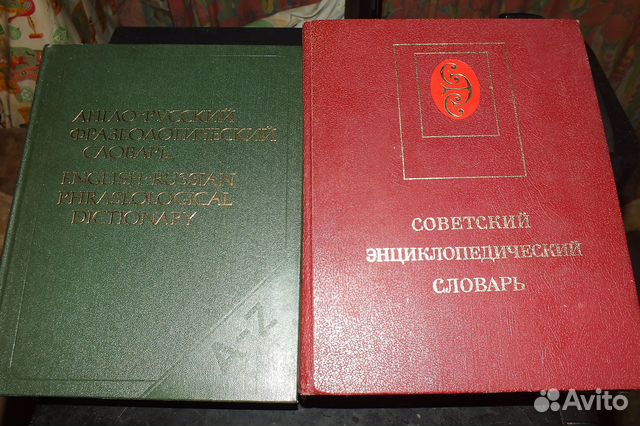 АНГЛО-РУССКИЙ
ФРАЗЕОЛОГИЧЕСКИЙ
СЛОВАРЬ
ENGLISH-RUSSIAN
PHRASEOLOGICAL
DICTIONARY
A-Z
СОВЕТСКИЙ
ЭНЦИКЛОПЕДИЧЕСКИЙ
СЛОВАРЬ
Avito